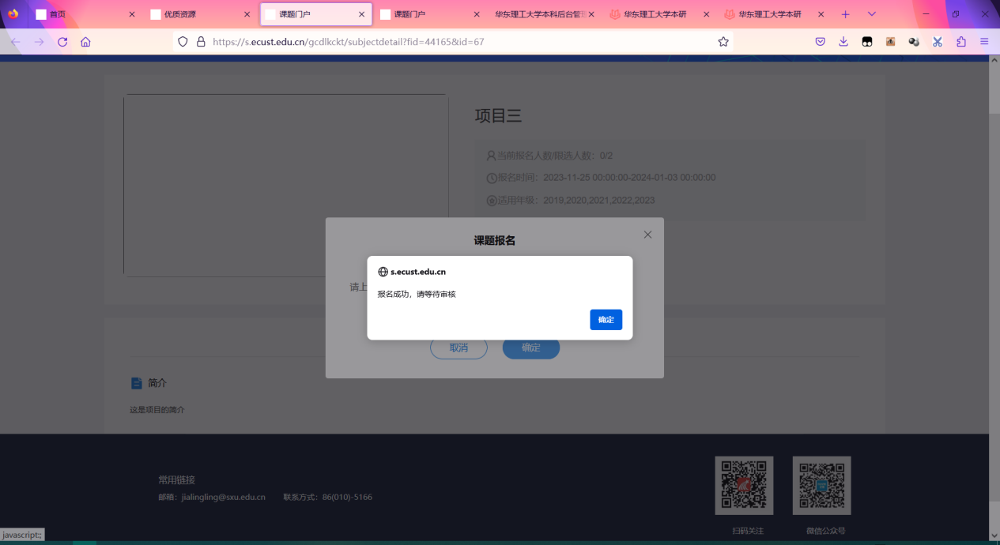 首页
优质资源
课题门户
课题门户
华东理工大学本科后台管理
华东理工大学本研
华东理工大学本研
https://s.ecust.edu.cn/gcdlkckt/subjectdetail?fid=44165&id=67
项目三
当前报名人数/限选人数：0/2
报名时间：2023-11-25 00:00:00-2024-01-03 00:00:00
适用年级：2019,2020,2021,2022,2023
课题报名
s.ecust.edu.cn
请上
报名成功，请等待审核
确定
取消
确定
简介
这是项目的简介
常用链接
邮箱：jialingling@sxu.edu.cn 联系方式：86(010)-5166
扫码关注
微信公众号
javascript:;